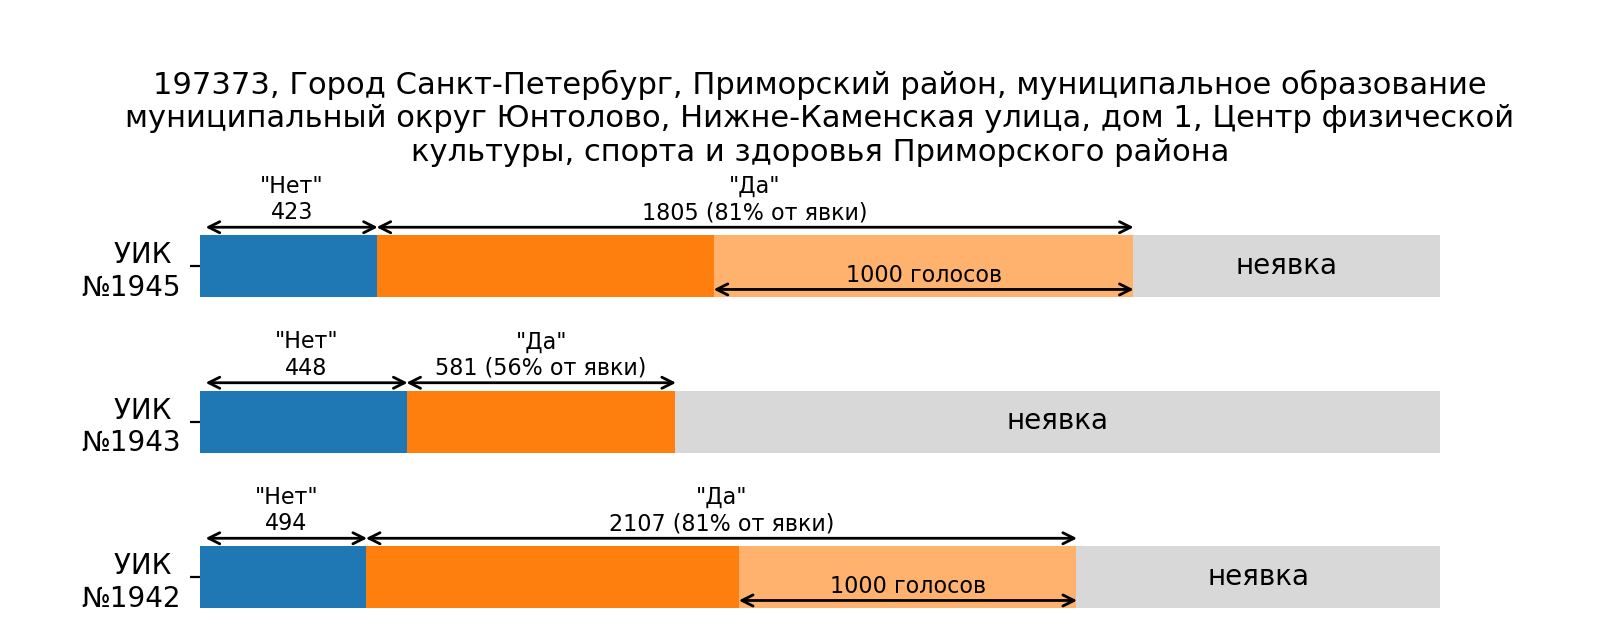 197373, Город Санкт-Петербург, Приморский район, муниципальное образование
муниципальный округ Юнтолово, Нижне-Каменская улица, дом 1, Центр физической
культуры, спорта и здоровья Приморского района
"Нет"
423
"Да"
1805 (81% от явки)
УИК
№1945
1000 голосов
неявка
"Нет"
448
"Да"
581 (56% от явки)
УИК
№1943
неявка
"Нет"
494
"Да"
2107 (81% от явки)
УИК
№1942
1000 голосов
неявка